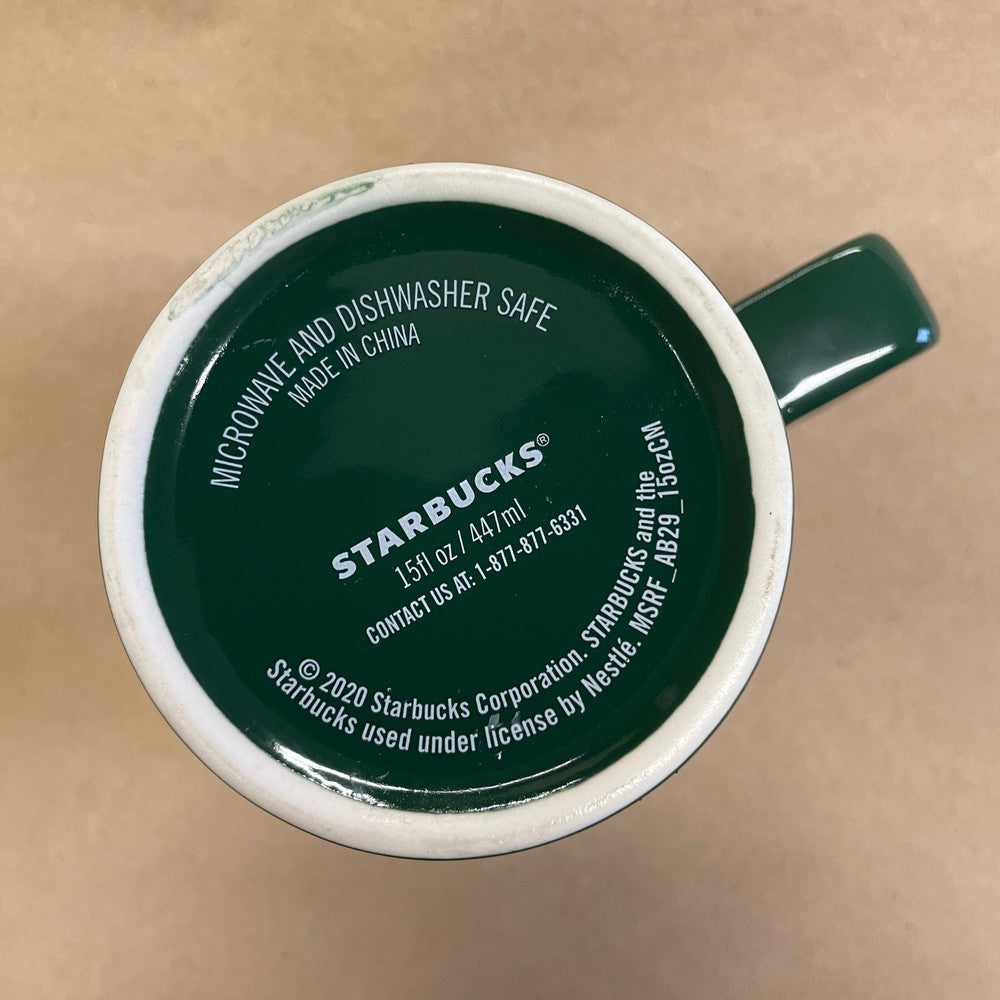 MICROWAVE AND DISHWASHER SAFE
MADE IN CHINA
STARBUCKS®
15fl oz / 447ml
CONTACT US AT: 1-877-877-6331
© 2020 Starbucks Corporation. STARBUCKS and the
Starbucks used under license by Nestlé. MSRF_AB29_15ozCM